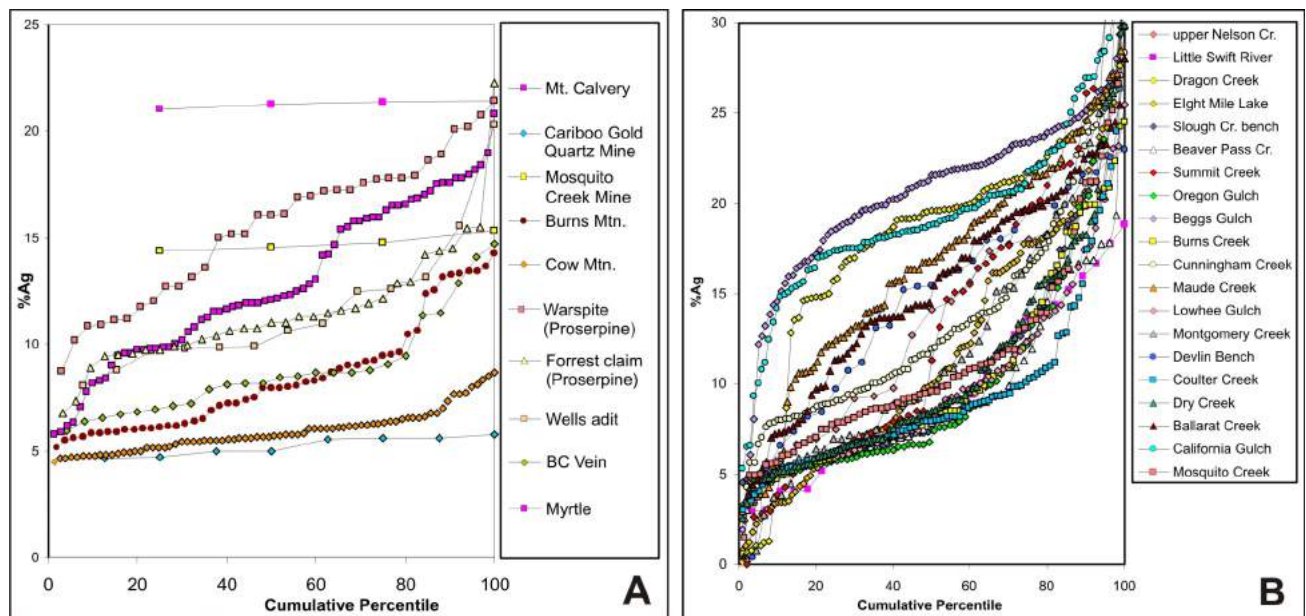 25
20
15
10
5
0
%Ag
0
20
40
60
80
100
Cumulative Percentile
Mt. Calvery
Cariboo Gold
Quartz Mine
Mosquito
Creek Mine
Burns Mtn.
Cow Mtn.
Warspite
(Proserpine)
Forrest claim
(Proserpine)
Wells adit
BC Vein
Myrtle
A
30
25
20
15
10
5
0
%Ag
0
20
40
60
80
100
Cumulative Percentile
upper Nelson Cr.
Little Swift River
Dragon Creek
EIght Mile Lake
Slough Cr. bench
Beaver Pass Cr.
Summit Creek
Oregon Gulch
Beggs Gulch
Burns Creek
Cunningham Creek
Maude Creek
Lowhee Gulch
Montgomery Creek
Devlin Bench
Coulter Creek
Dry Creek
Ballarat Creek
California Gulch
Mosquito Creek
B